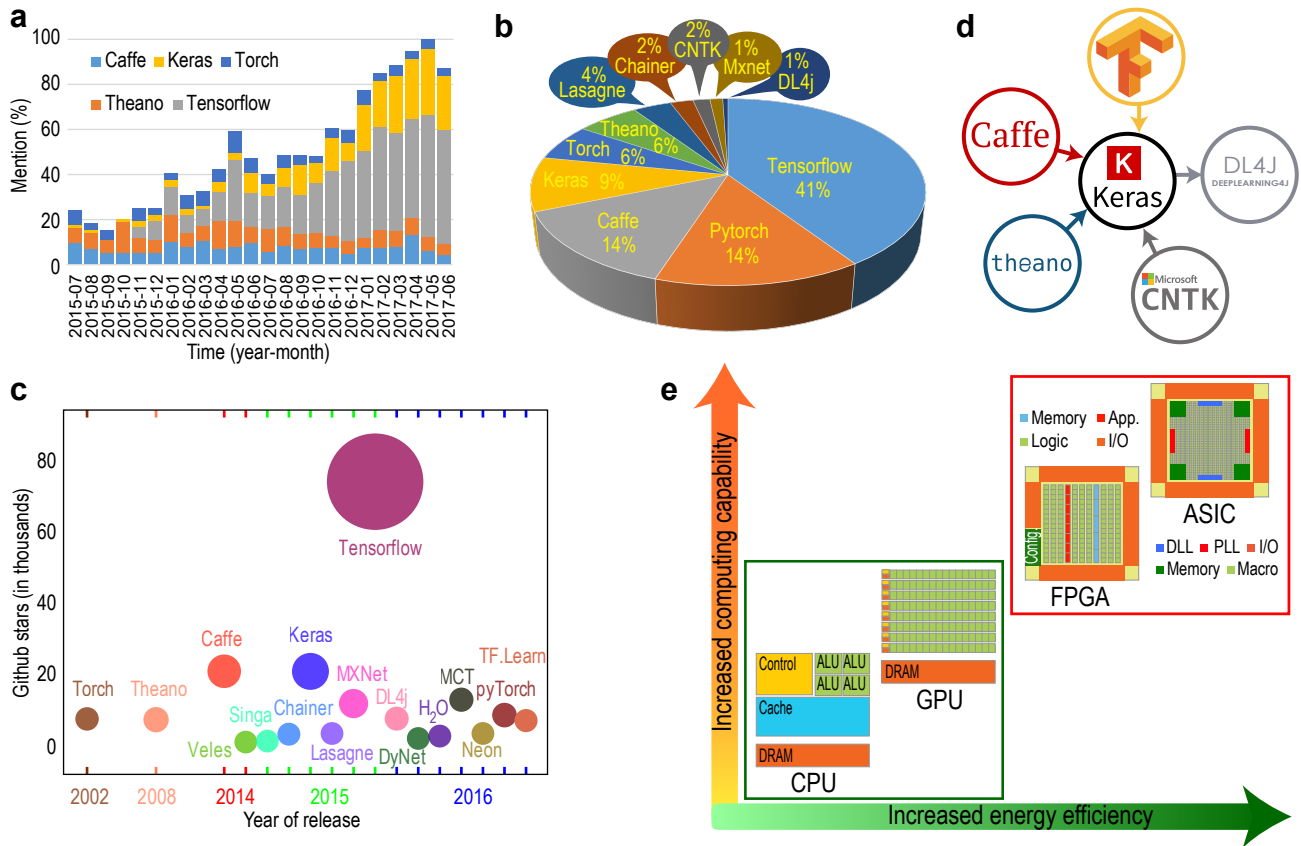 a
100
80
60
40
20
0
Mention (%)
Caffe Keras Torch
Theano Tensorflow
2015-07
2015-08
2015-09
2015-10
2015-11
2015-12
2016-01
2016-02
2016-03
2016-04
2016-05
2016-06
2016-07
2016-08
2016-09
2016-10
2016-11
2016-12
2017-01
2017-02
2017-03
2017-04
2017-05
2017-06
Time (year-month)
b
4%
Lasagne
2%
Chainer
2%
CNTK
1%
Mxnet
1%
DL4j
Theano
6%
Torch
6%
Keras 9%
Caffe
14%
Pytorch
14%
Tensorflow
41%
d
Caffe
K
Keras
DL4J
DEEPLEARNING4J
theano
Microsoft
CNTK
c
80
60
40
20
0
Github stars (in thousands)
Tensorflow
Caffe
Keras
TF.Learn
MXNet
MCT
Torch
Theano
DL4j
pyTorch
Singa
Chainer
H2O
Veles
Lasagne
DyNet
Neon
2002
2008
2014
2015
2016
Year of release
e
Increased computing capability
Memory App.
Logic I/O
Config.
FPGA
ASIC
DLL PLL I/O
Memory Macro
Control
ALU ALU
ALU ALU
Cache
DRAM
CPU
DRAM
GPU
Increased energy efficiency